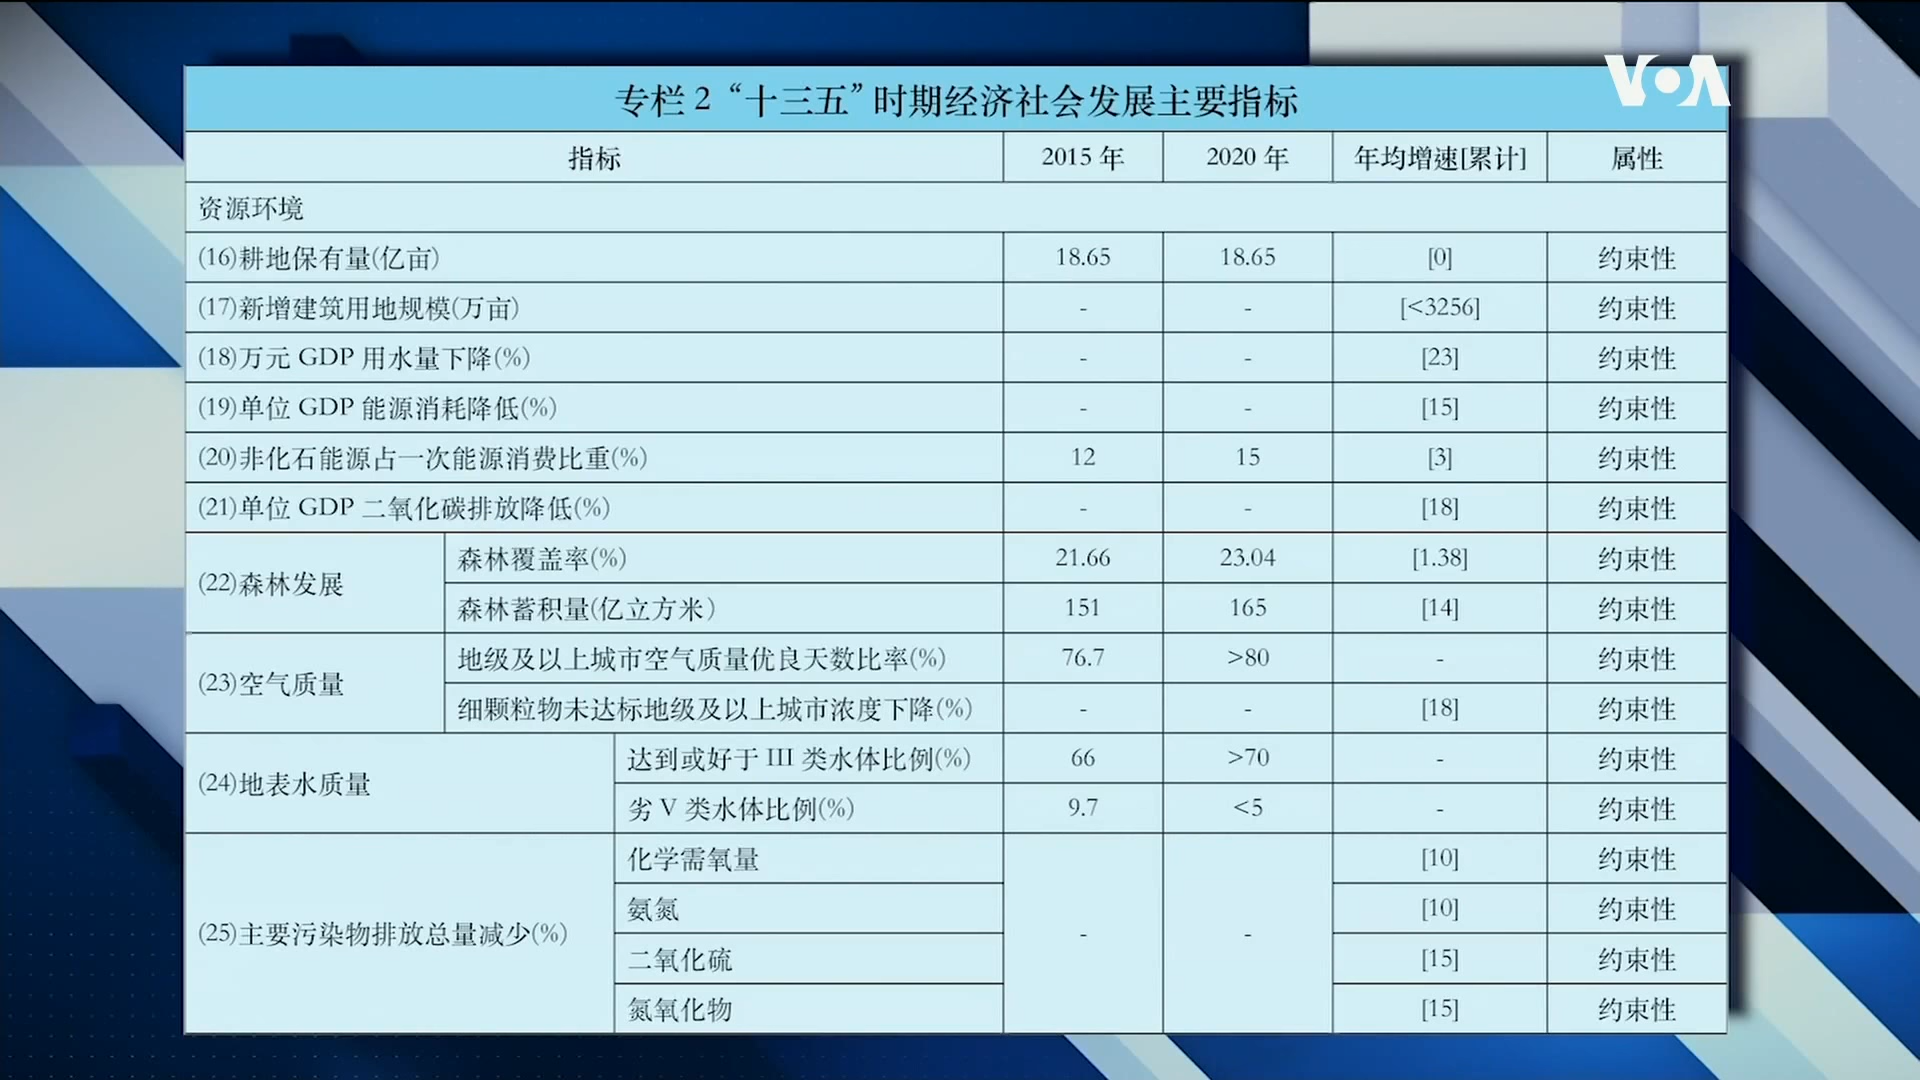 VOA
专栏 2 “十三五” 时期经济社会发展主要指标
指标 2015 年 2020 年 年均增速[累计] 属性
资源环境
(16)耕地保有量(亿亩) 18.65 18.65 [0] 约束性
(17)新增建筑用地规模(万亩) - - [<3256] 约束性
(18)万元 GDP 用水量下降(%) - - [23] 约束性
(19)单位 GDP 能源消耗降低(%) - - [15] 约束性
(20)非化石能源占一次能源消费比重(%) 12 15 [3] 约束性
(21)单位 GDP 二氧化碳排放降低(%) - - [18] 约束性
(22)森林发展
森林覆盖率(%) 21.66 23.04 [1.38] 约束性
森林蓄积量(亿立方米) 151 165 [14] 约束性
(23)空气质量
地级及以上城市空气质量优良天数比率(%) 76.7 >80 - 约束性
细颗粒物未达标地级及以上城市浓度下降(%) - - [18] 约束性
(24)地表水质量
达到或好于 III 类水体比例(%) 66 >70 - 约束性
劣 V 类水体比例(%) 9.7 <5 - 约束性
(25)主要污染物排放总量减少(%)
化学需氧量 - - [10] 约束性
氨氮 [10] 约束性
二氧化硫 [15] 约束性
氮氧化物 [15] 约束性